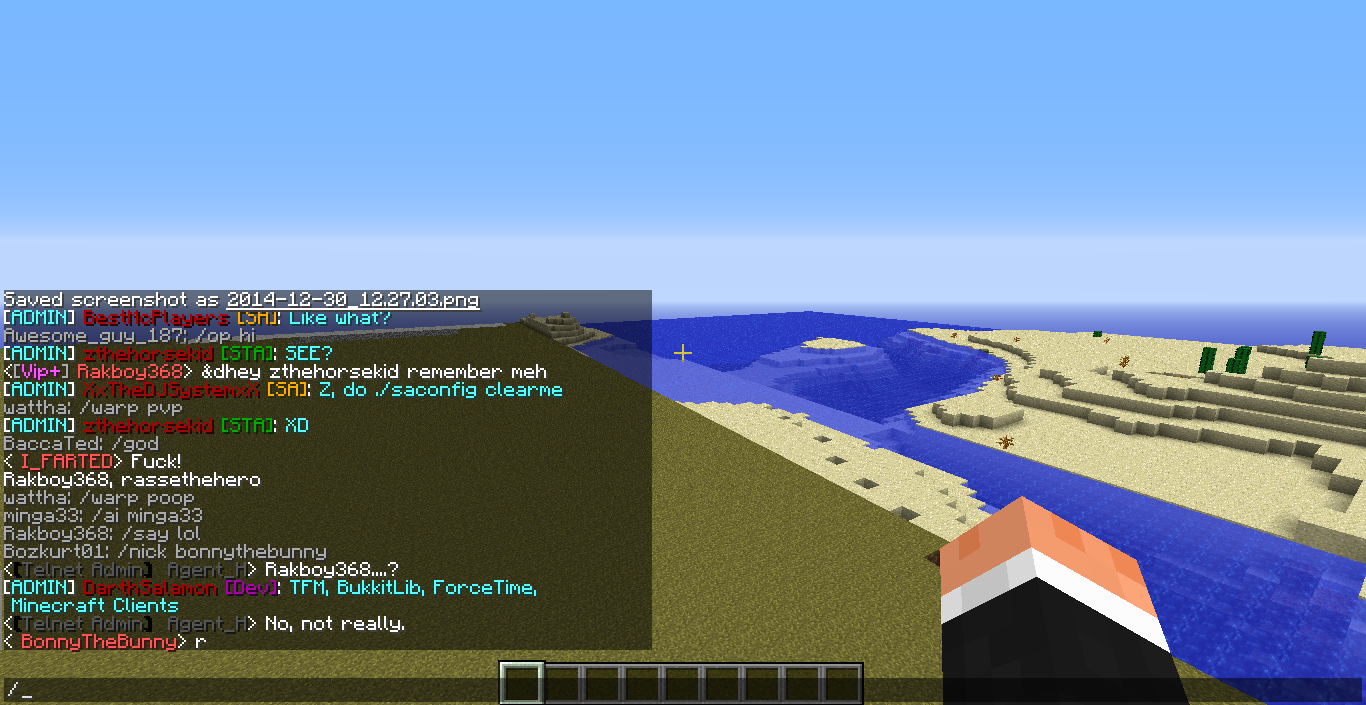 Saved screenshot as 2014-12-30_12.27.03.png
[ADMIN] BestMcPlayers [SA]: Like what?
Awesome_guy_187: /op hi
[ADMIN] zthehorsekid [STA]: SEE?
<[Vip+] Rakboy368> &dhey zthehorsekid remember meh
[ADMIN] XxTheDJSystemxX [SA]: Z, do ./saconfig clearme
wattha: /warp pvp
[ADMIN] zthehorsekid [STA]: XD
BaccaTed: /god
< I_FARTED> Fuck!
Rakboy368, rassethehero
wattha: /warp poop
minga33: /ai minga33
Rakboy368: /say lol
Bozkurt01: /nick bonnythebunny
<[Telnet Admin] Agent_H> Rakboy368....?
[ADMIN] DarthSalamon [Dev]: TFM, BukkitLib, ForceTime,
Minecraft Clients
<[Telnet Admin] Agent_H> No, not really.
< BonnyTheBunny> r
/_